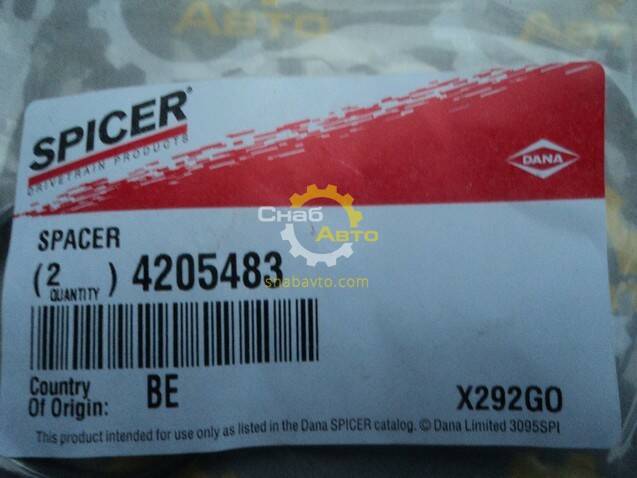 SPICER®
DRIVETRAIN PRODUCTS
DANA
СНАБ
АВТО
SPACER
(2) 4205483
QUANTITY
snabavto.com
Country
Of Origin: BE
X292GO
This product intended for use only as listed in the Dana SPICER catalog. © Dana Limited 3095SPI